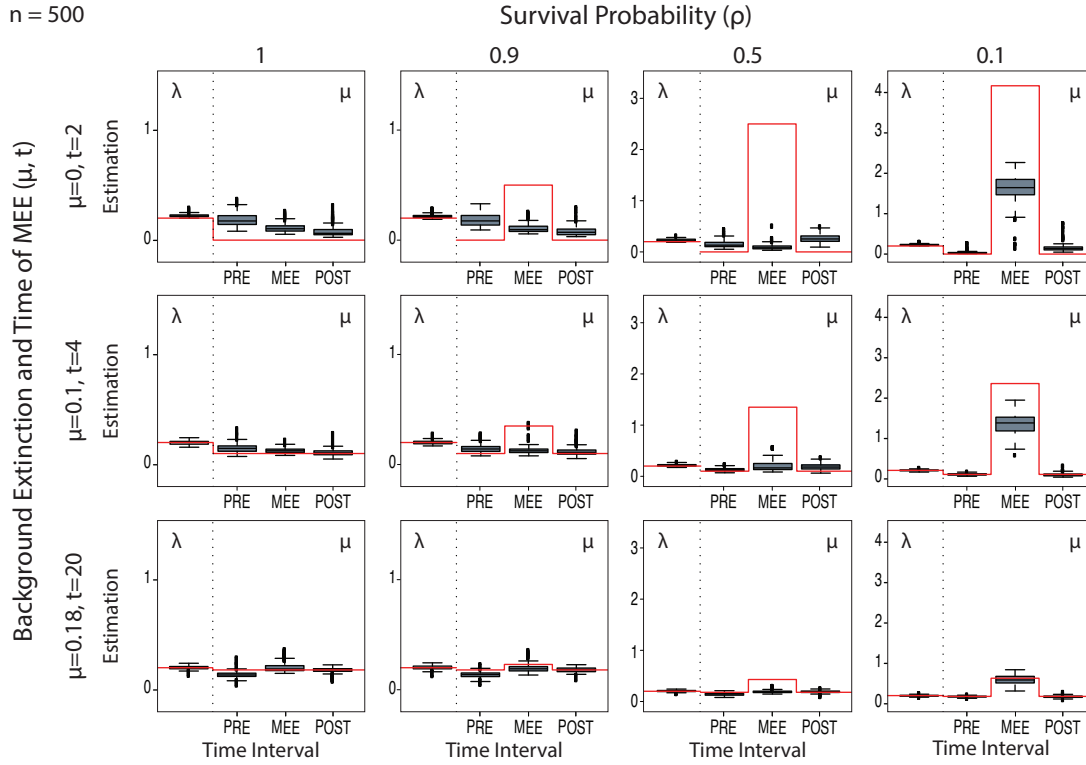 n = 500
Survival Probability (ρ)
1 0.9 0.5 0.1
Background Extinction and Time of MEE (μ, t)
μ=0, t=2
Estimation
λ μ
1
0
PRE MEE POST
λ μ
1
0
PRE MEE POST
λ μ
3
2
1
0
PRE MEE POST
λ μ
4
3
2
1
0
PRE MEE POST
μ=0.1, t=4
Estimation
λ μ
1
0
PRE MEE POST
λ μ
1
0
PRE MEE POST
λ μ
3
2
1
0
PRE MEE POST
λ μ
4
3
2
1
0
PRE MEE POST
μ=0.18, t=20
Estimation
λ μ
1
0
PRE MEE POST
Time Interval
λ μ
1
0
PRE MEE POST
Time Interval
λ μ
3
2
1
0
PRE MEE POST
Time Interval
λ μ
4
3
2
1
0
PRE MEE POST
Time Interval